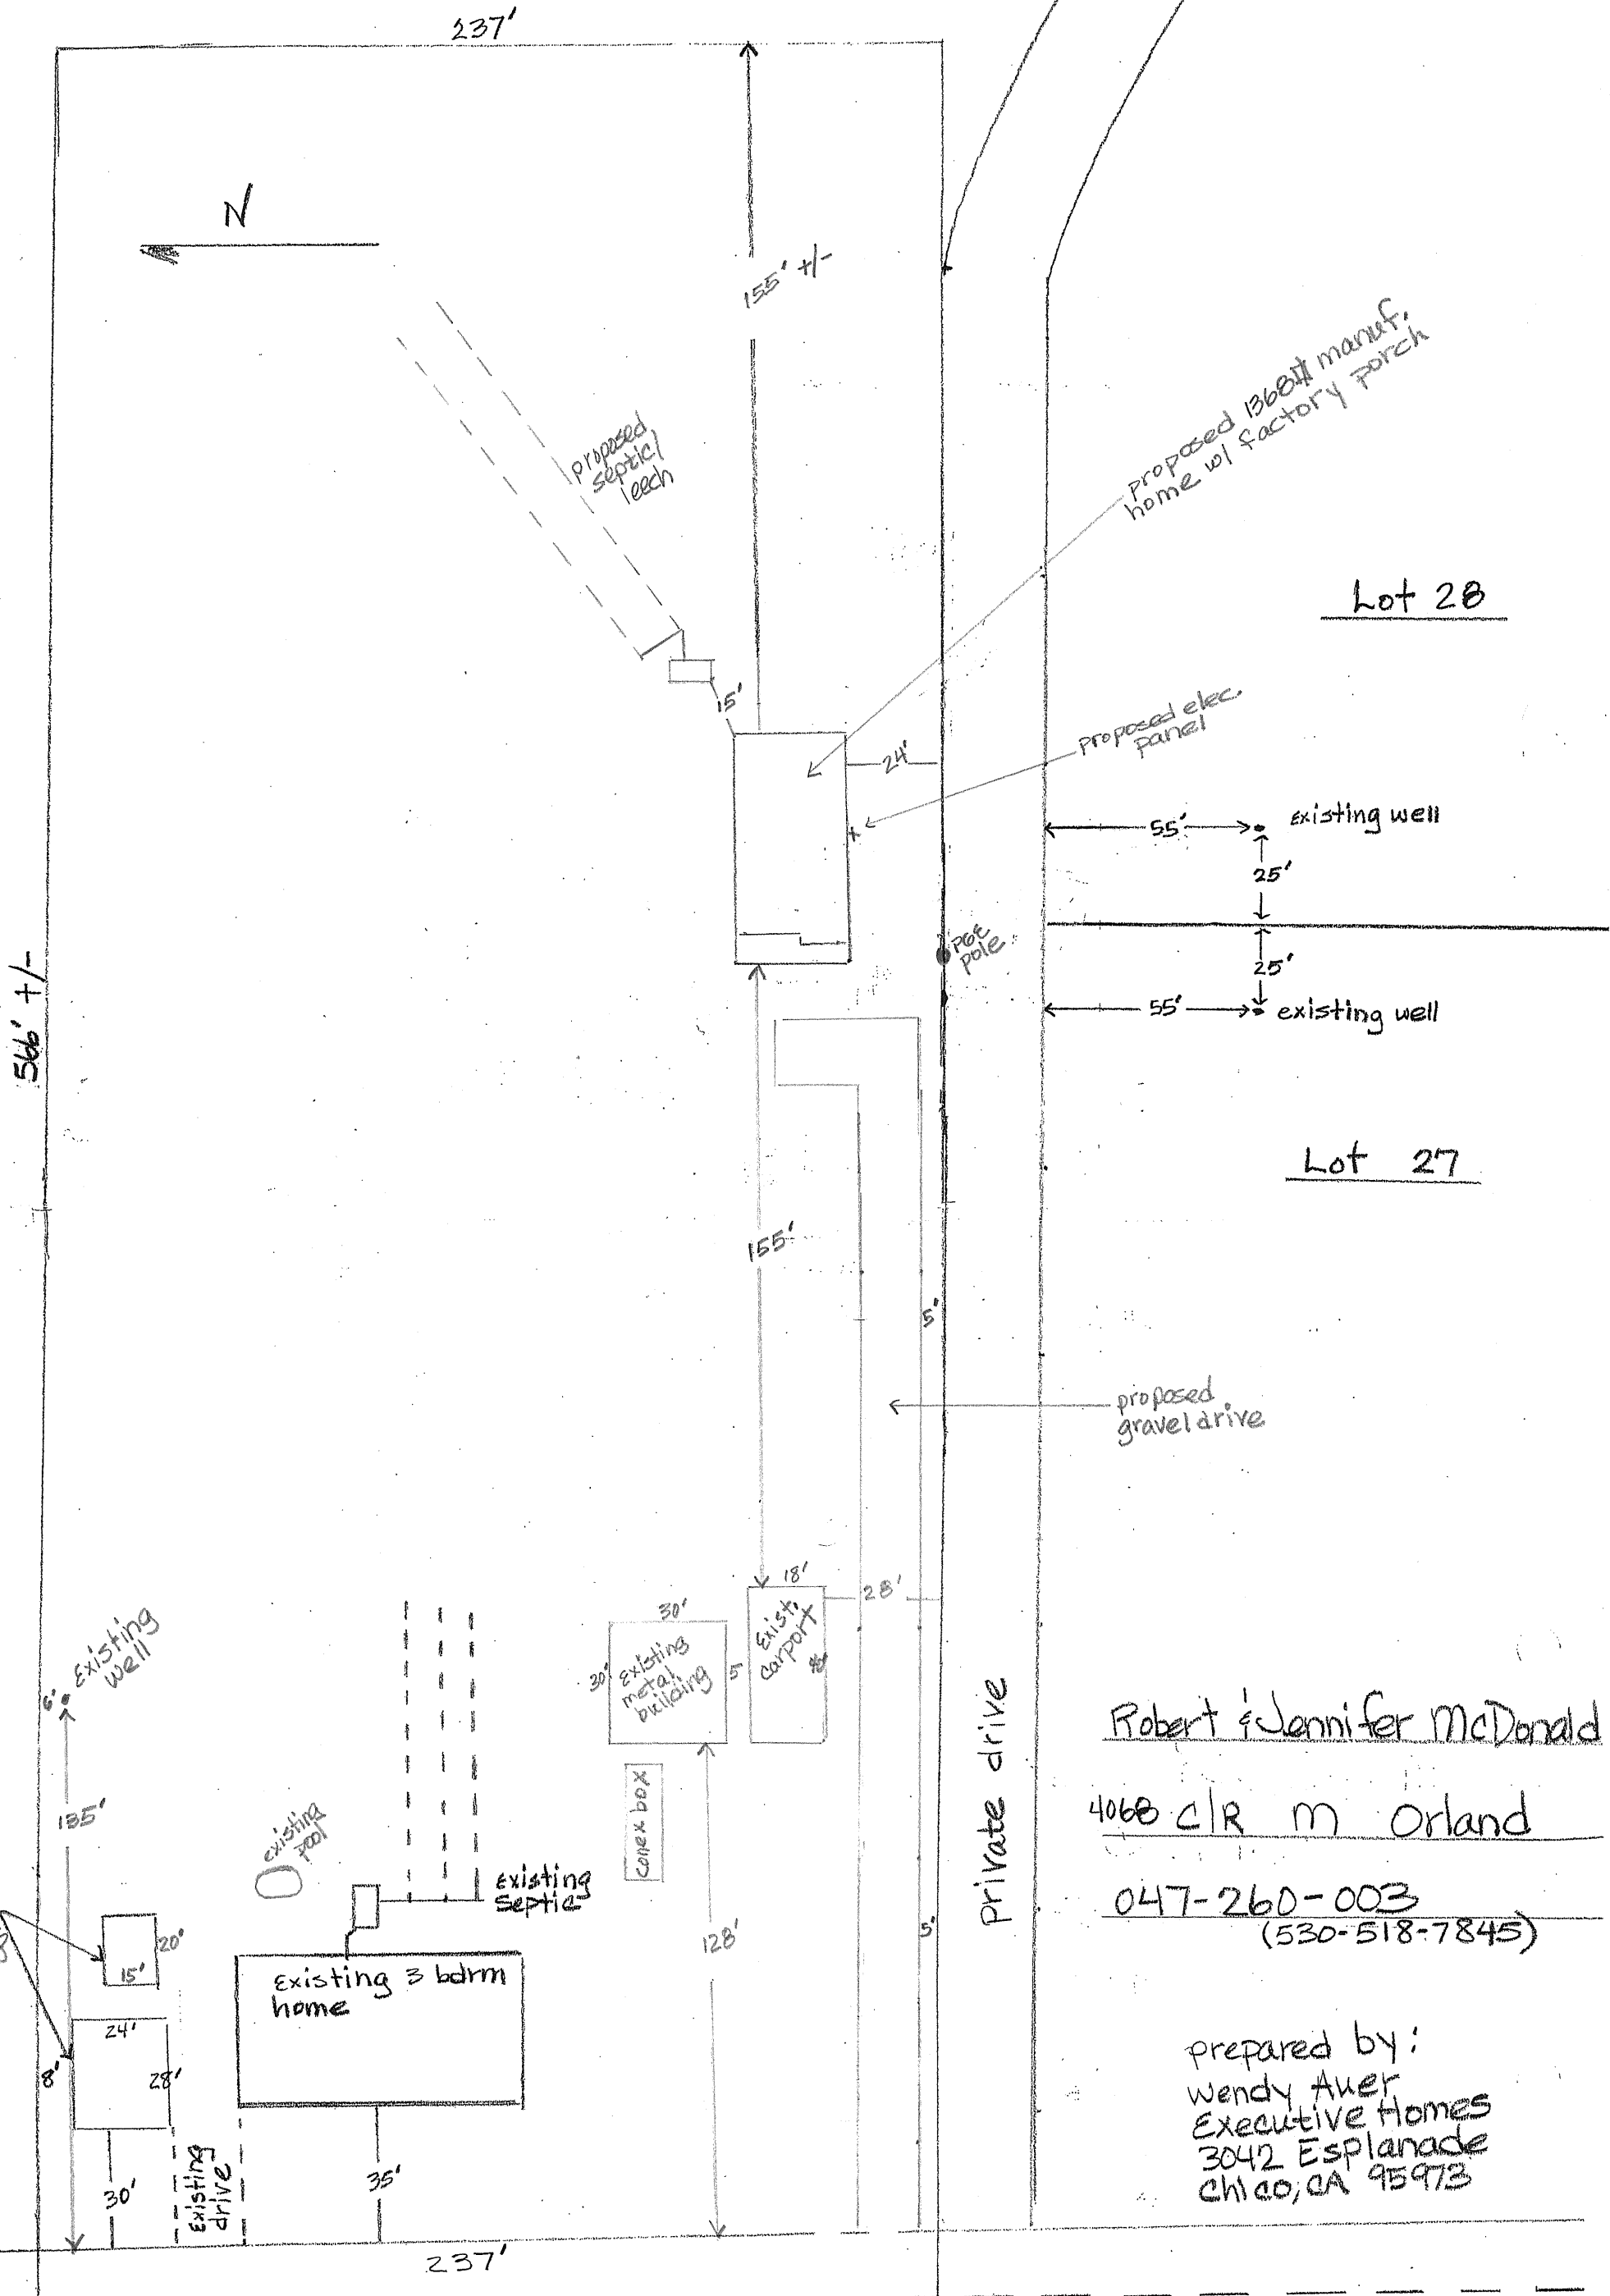 237'
N
155' +/-
proposed 1368 manuf.
home w/ factory porch
proposed
septic/
leech
Lot 28
15'
proposed elec.
panel
24'
55'
Existing well
25'
PGE
pole
25'
55'
existing well
566' +/-
Lot 27
155'
5'
proposed
gravel drive
18'
28'
30'
Exist.
carport
30'
Existing
metal
building
5'
Existing
well
6'
private drive
Robert & Jennifer McDonald
conex box
135'
4068 C/R M Orland
existing
pool
Existing
Septic
047-260-003
(530-518-7845)
128'
5'
20'
15'
Existing 3 bdrm
home
24'
28'
8'
prepared by:
Wendy Auer
Executive Homes
3042 Esplanade
Chico, CA 95973
30'
Existing
drive
35'
237'